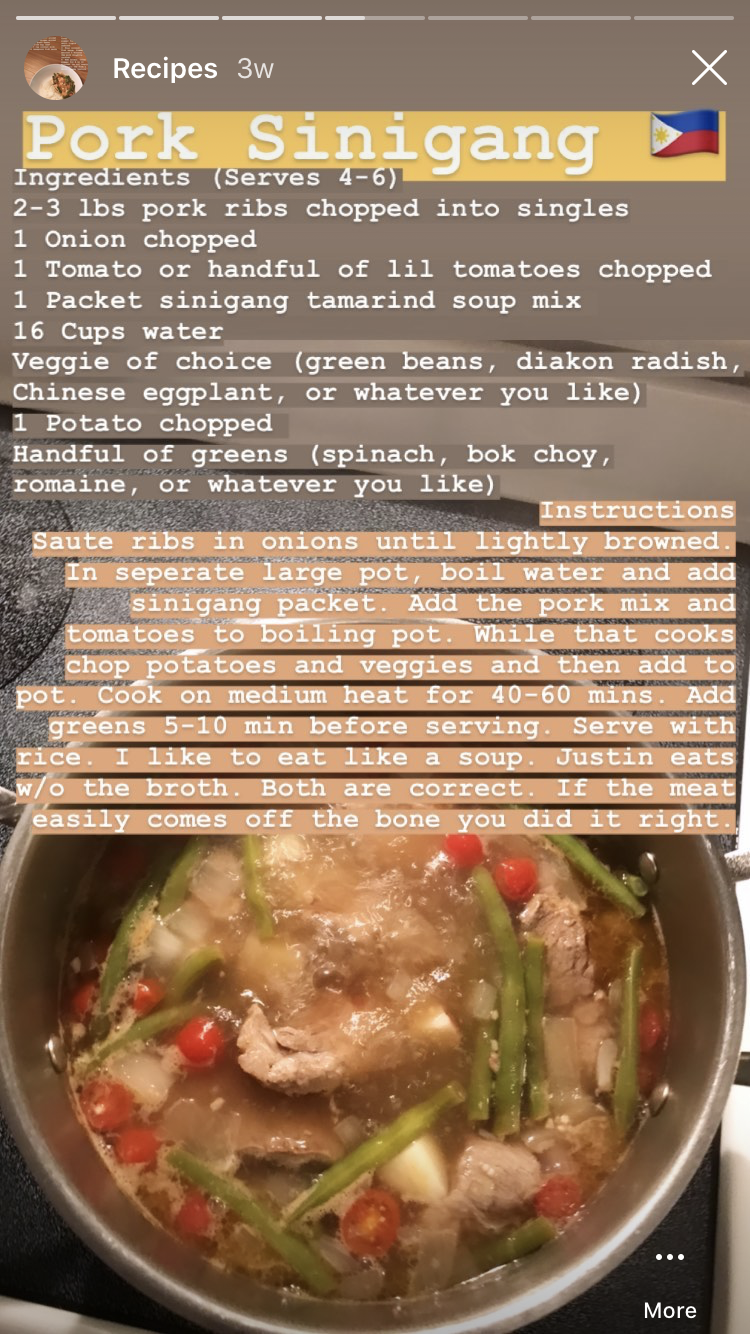 Recipes 3w
Pork Sinigang 🇵🇭
Ingredients (Serves 4-6)
2-3 lbs pork ribs chopped into singles
1 Onion chopped
1 Tomato or handful of lil tomatoes chopped
1 Packet sinigang tamarind soup mix
16 Cups water
Veggie of choice (green beans, diakon radish,
Chinese eggplant, or whatever you like)
1 Potato chopped
Handful of greens (spinach, bok choy,
romaine, or whatever you like)
Instructions
Saute ribs in onions until lightly browned.
In seperate large pot, boil water and add
sinigang packet. Add the pork mix and
tomatoes to boiling pot. While that cooks
chop potatoes and veggies and then add to
pot. Cook on medium heat for 40-60 mins. Add
greens 5-10 min before serving. Serve with
rice. I like to eat like a soup. Justin eats
w/o the broth. Both are correct. If the meat
easily comes off the bone you did it right.
More